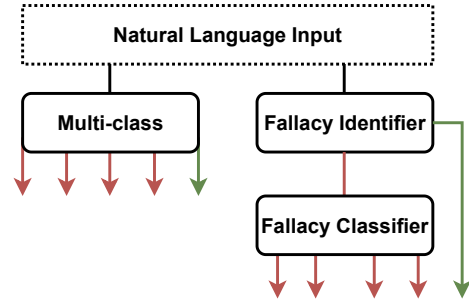 Natural Language Input
Multi-class
Fallacy Identifier
Fallacy Classifier